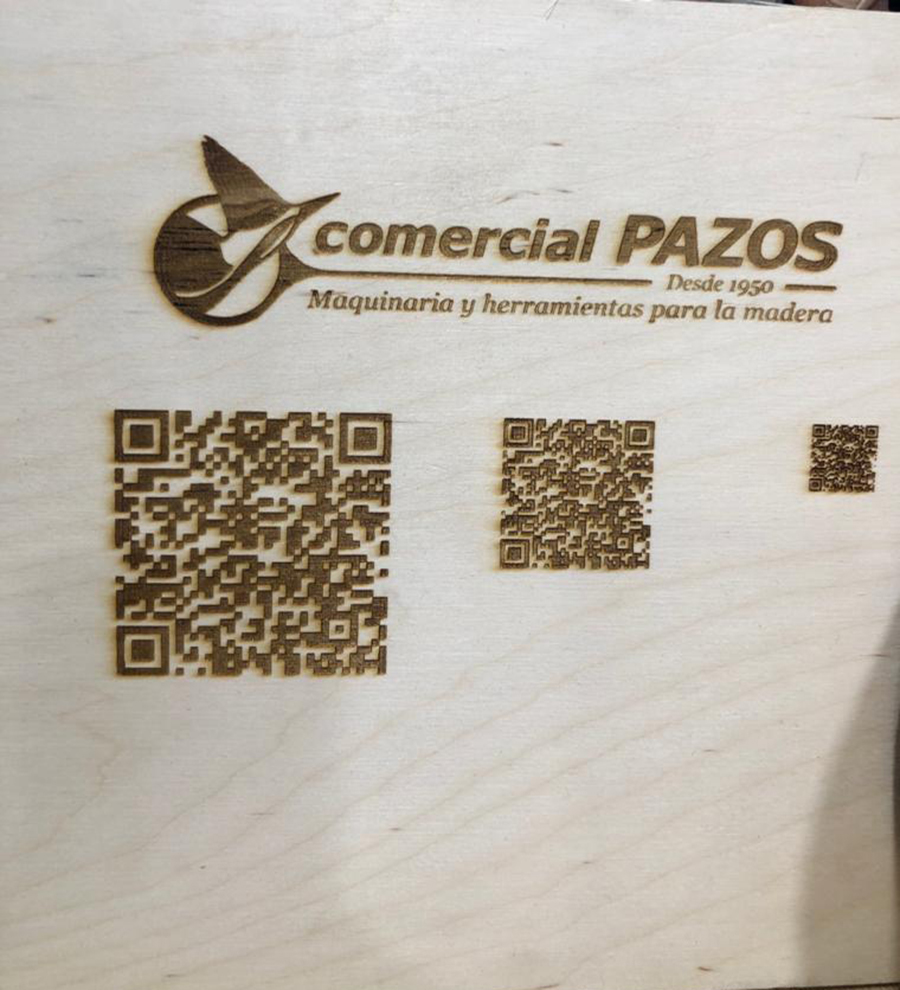 comercial PAZOS
Desde 1950
Maquinaria y herramientas para la madera